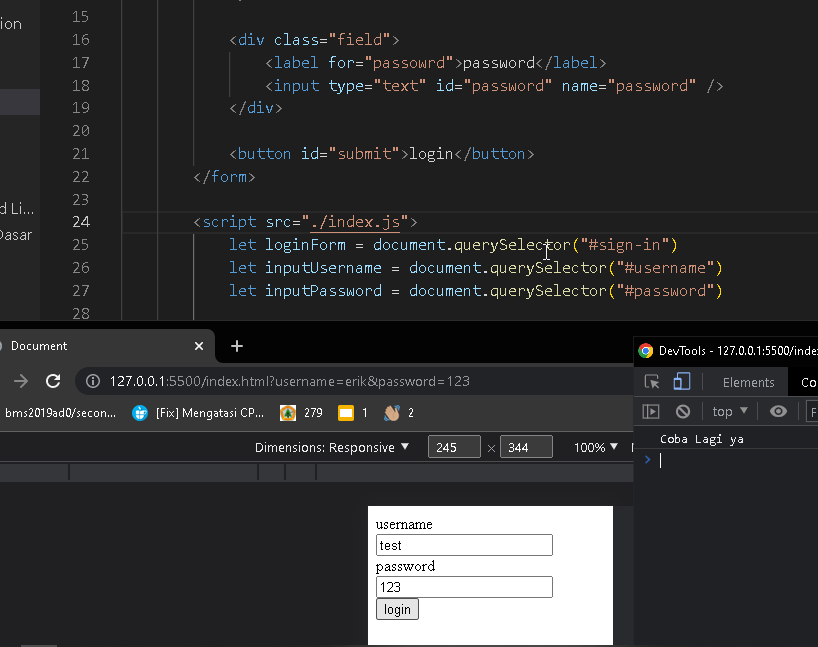 ion
15
16 <div class="field">
17 <label for="passowrd">password</label>
18 <input type="text" id="password" name="password" />
19 </div>
20
21 <button id="submit">login</button>
22 </form>
23
d Li...
24 <script src="./index.js">
Dasar
25 let loginForm = document.querySelector("#sign-in")
26 let inputUsername = document.querySelector("#username")
27 let inputPassword = document.querySelector("#password")
28
Document
127.0.0.1:5500/index.html?username=erik&password=123
bms2019ad0/secon... [Fix] Mengatasi CP... 279 1 2
Dimensions: Responsive 245 × 344 100%
username
test
password
123
login
DevTools - 127.0.0.1:5500/inde
Elements Co
top F
Coba Lagi ya